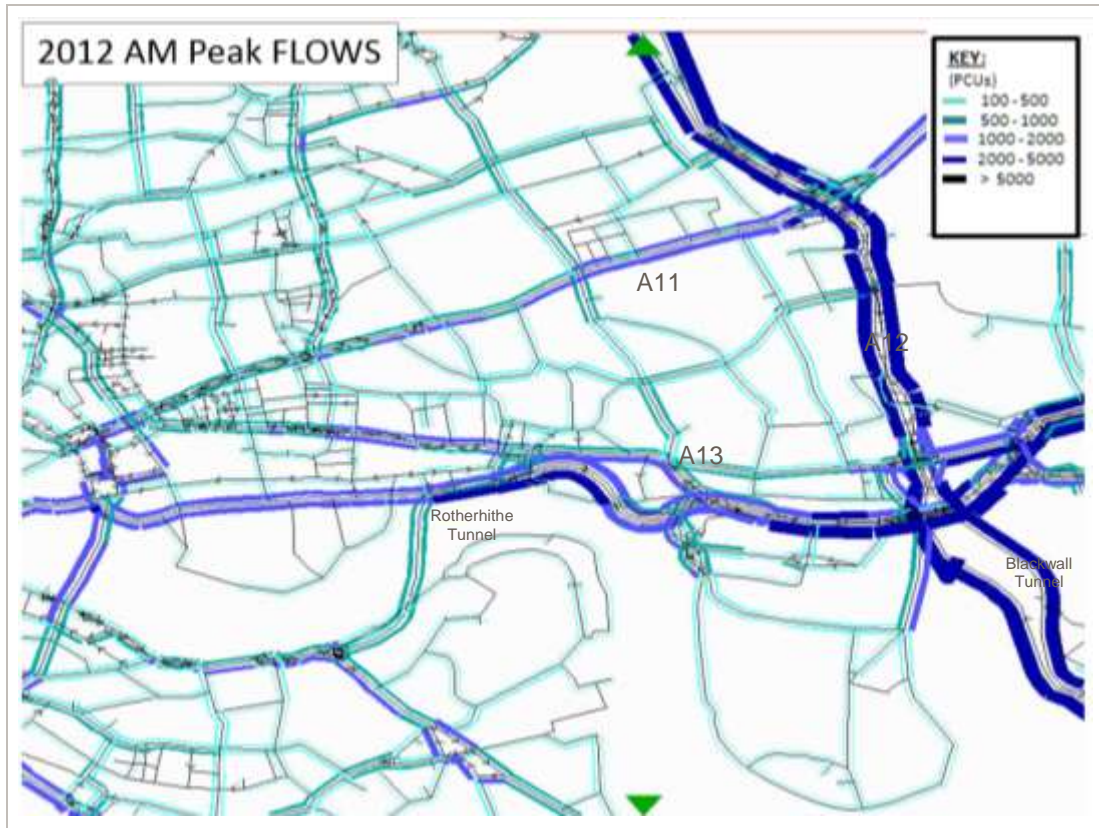 2012 AM Peak FLOWS
KEY:
(PCUs)
100 - 500
500 - 1000
1000 - 2000
2000 - 5000
> 5000
A11
A12
A13
Rotherhithe
Tunnel
Blackwall
Tunnel